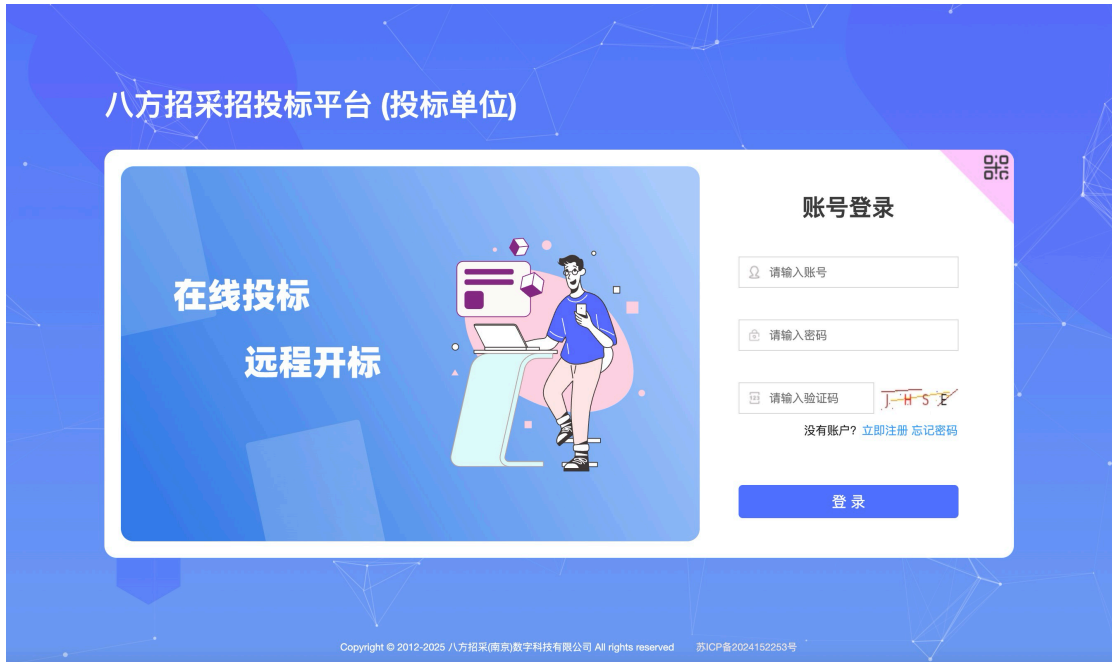 八方招采招投标平台 (投标单位)
在线投标
远程开标
账号登录
请输入账号
请输入密码
请输入验证码
JHSE
没有账户? 立即注册 忘记密码
登 录
Copyright © 2012-2025 八方招采(南京)数字科技有限公司 All rights reserved 苏ICP备2024152253号